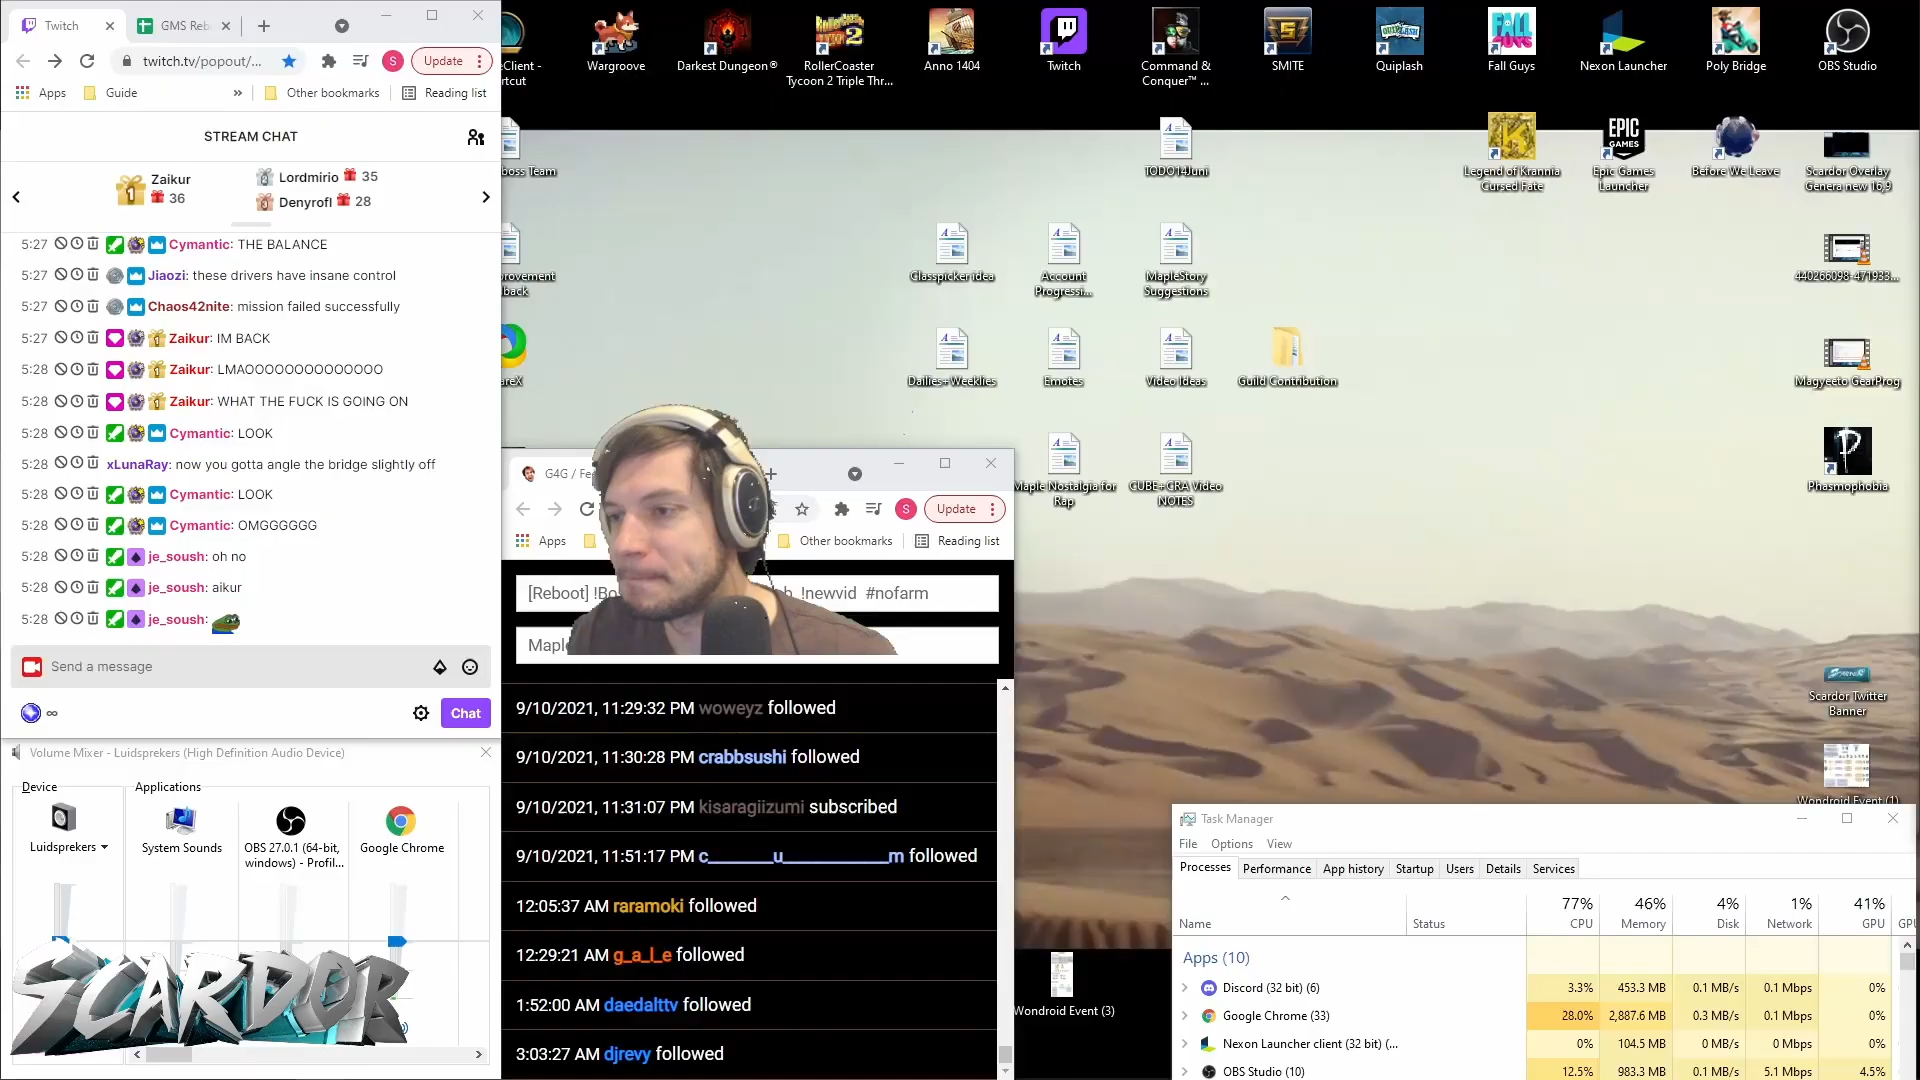 Twitch
GMS Reb
twitch.tv/popout/...
Update
Apps
Guide
»
Other bookmarks
Reading list
STREAM CHAT
Zaikur
36
Lordmirio 35
Denyrofl 28
5:27 Cymantic: THE BALANCE
5:27 Jiaozi: these drivers have insane control
5:27 Chaos42nite: mission failed successfully
5:27 Zaikur: IM BACK
5:28 Zaikur: LMAOOOOOOOOOOOOOO
5:28 Zaikur: WHAT THE FUCK IS GOING ON
5:28 Cymantic: LOOK
5:28 xLunaRay: now you gotta angle the bridge slightly off
5:28 Cymantic: LOOK
5:28 Cymantic: OMGGGGGG
5:28 je_soush: oh no
5:28 je_soush: aikur
5:28 je_soush:
Send a message
∞
Chat
Volume Mixer - Luidsprekers (High Definition Audio Device)
Device
Applications
Luidsprekers
System Sounds
OBS 27.0.1 (64-bit,
windows) - Profil...
Google Chrome
SCARDOR
eClient -
rtcut
Wargroove
Darkest Dungeon®
RollerCoaster
Tycoon 2 Triple Thr...
Anno 1404
Twitch
Command &
Conquer™ ...
SMITE
Quiplash
Fall Guys
Nexon Launcher
Poly Bridge
OBS Studio
boss Team
TODO14Juni
Legend of Krannia
Cursed Fate
Epic Games
Launcher
Before We Leave
Scardor Overlay
Genera new 16;9
rovement
back
Classpicker idea
Account
Progressi...
MapleStory
Suggestions
440266098-471933...
areX
Dailies+Weeklies
Emotes
Video Ideas
Guild Contribution
Magyeeto GearProg
Maple Nostalgia for
Rap
CUBE+CRA Video
NOTES
Phasmophobia
Scardor Twitter
Banner
Wondroid Event (1)
Wondroid Event (3)
G4G / Fe
Update
Apps
Other bookmarks
Reading list
[Reboot] !Bo
!newvid #nofarm
Maple
9/10/2021, 11:29:32 PM woweyz followed
9/10/2021, 11:30:28 PM crabbsushi followed
9/10/2021, 11:31:07 PM kisaragiizumi subscribed
9/10/2021, 11:51:17 PM c________u_____________m followed
12:05:37 AM raramoki followed
12:29:21 AM g_a_l_e followed
1:52:00 AM daedalttv followed
3:03:27 AM djrevy followed
Task Manager
File Options View
Processes Performance App history Startup Users Details Services
77% 46% 4% 1% 41%
Name Status CPU Memory Disk Network GPU GPU
Apps (10)
Discord (32 bit) (6) 3.3% 453.3 MB 0.1 MB/s 0.1 Mbps 0%
Google Chrome (33) 28.0% 2,887.6 MB 0.3 MB/s 0.1 Mbps 0%
Nexon Launcher client (32 bit) (... 0% 104.5 MB 0 MB/s 0 Mbps 0%
OBS Studio (10) 12.5% 983.3 MB 0.1 MB/s 5.1 Mbps 4.5%